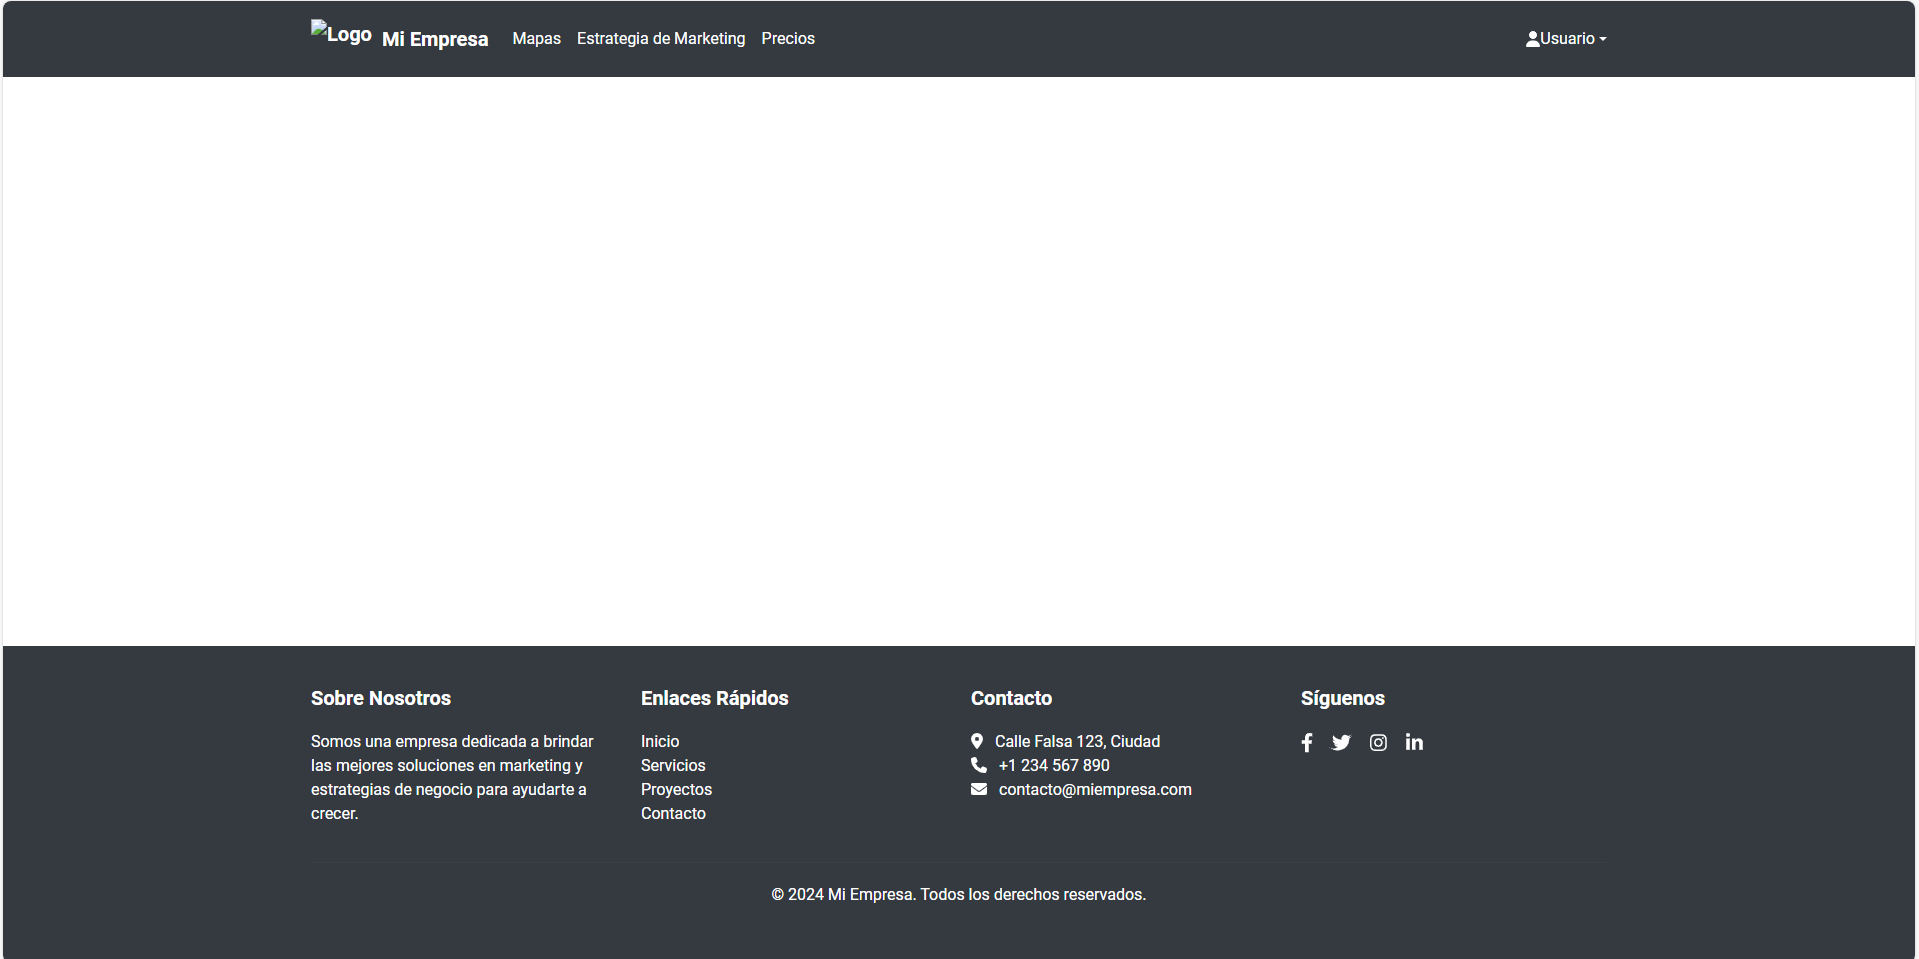 Logo Mi Empresa Mapas Estrategia de Marketing Precios Usuario
Sobre Nosotros
Somos una empresa dedicada a brindar
las mejores soluciones en marketing y
estrategias de negocio para ayudarte a
crecer.
Enlaces Rápidos
Inicio
Servicios
Proyectos
Contacto
Contacto
Calle Falsa 123, Ciudad
+1 234 567 890
contacto@miempresa.com
Síguenos
© 2024 Mi Empresa. Todos los derechos reservados.